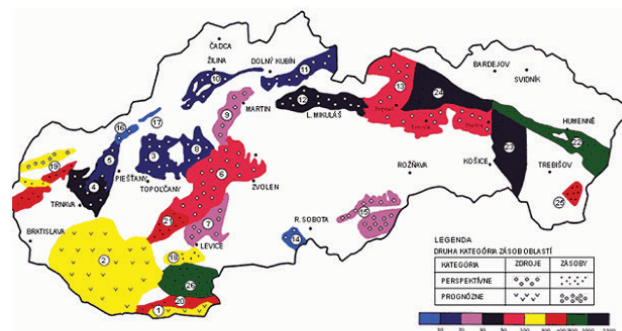 ČADCA
ŽILINA
DOLNÝ KUBÍN
BARDEJOV
SVIDNÍK
11
10
13
24
17
9
MARTIN
12
L. MIKULÁŠ
16
HUMENNÉ
22
19
5
3
8
PIEŠŤANY
TOPOĽČANY
6
4
ZVOLEN
ROŽŇAVA
KOŠICE
23
TREBIŠOV
25
TRNAVA
21
7
R. SOBOTA
15
BRATISLAVA
2
LEVICE
14
18
26
20
1
LEGENDA
DRUHA KATEGÓRIA ZÁSOB OBLASTÍ
KATEGÓRIA ZDROJE ZÁSOBY
PERSPEKTÍVNE
PROGNÓZNE